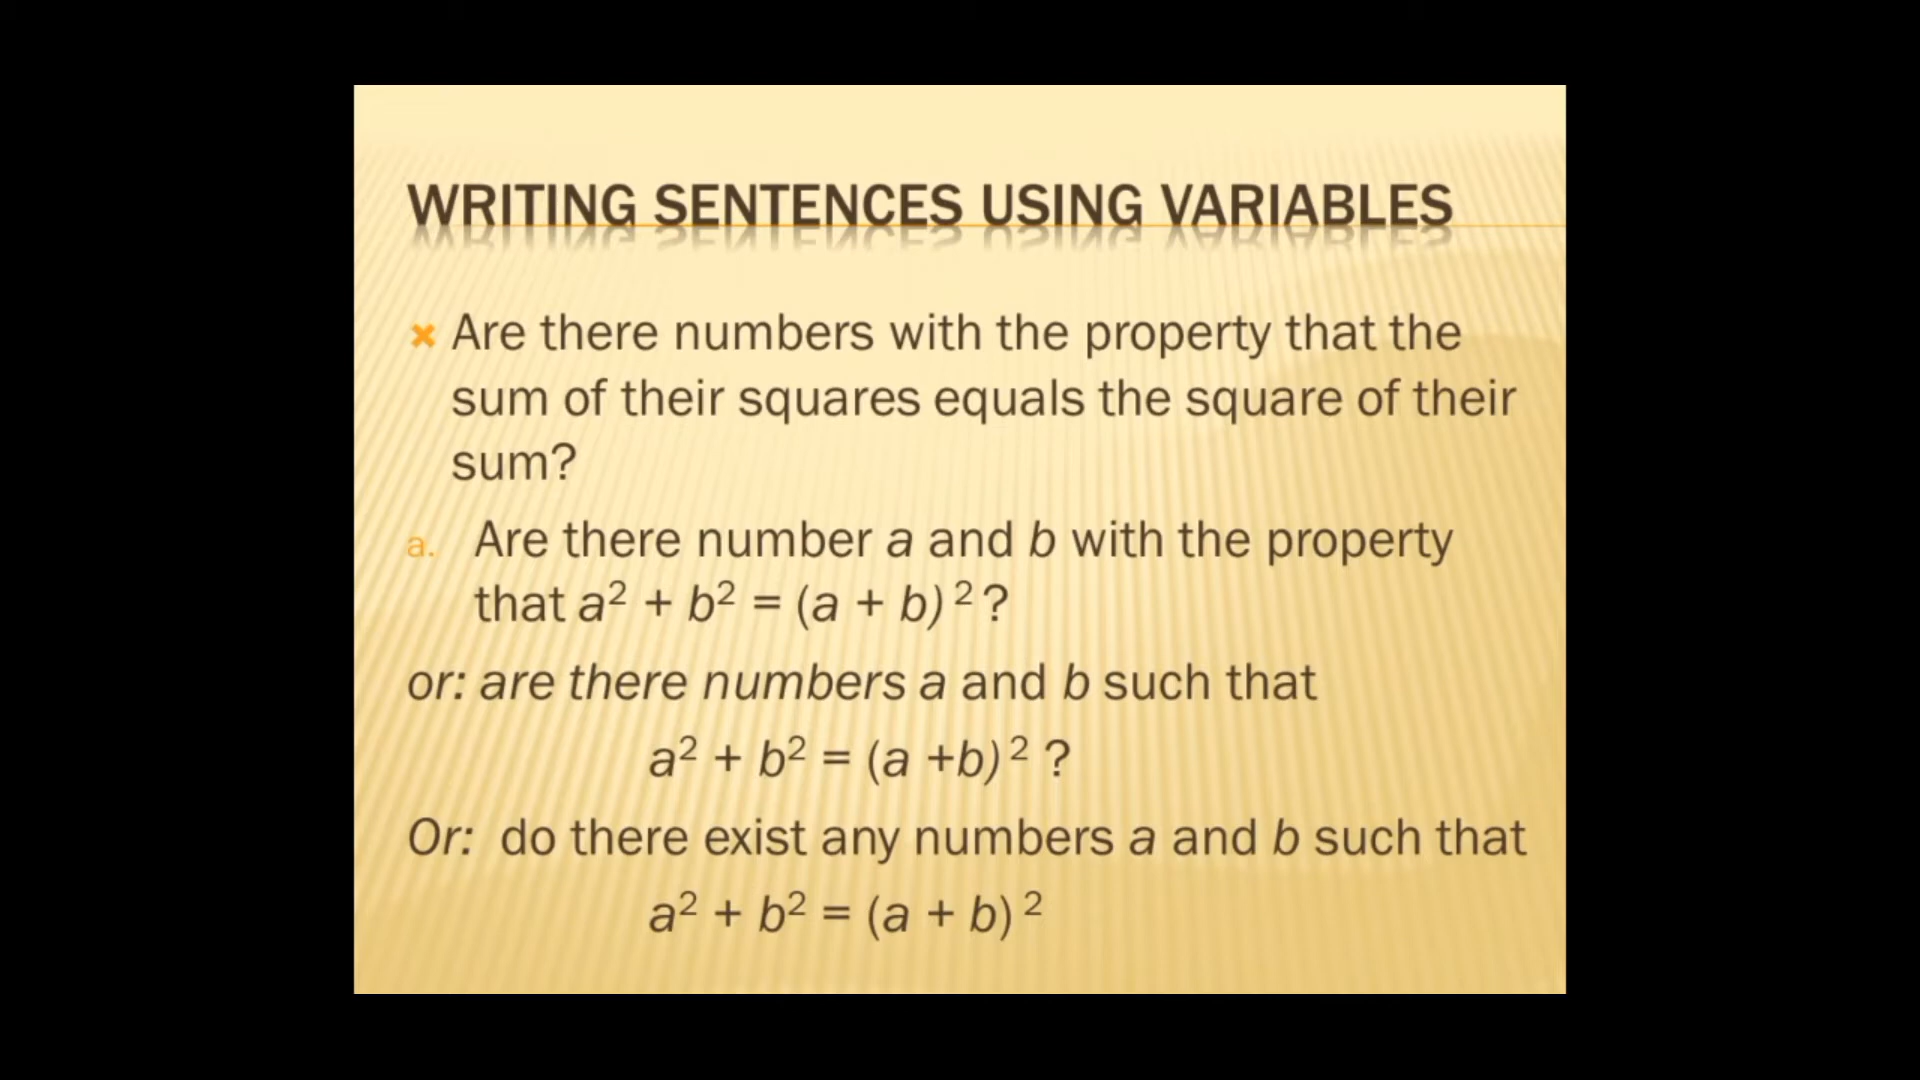 WRITING SENTENCES USING VARIABLES
Are there numbers with the property that the
sum of their squares equals the square of their
sum?
a. Are there number a and b with the property
that a² + b² = (a + b) ² ?
or: are there numbers a and b such that
a² + b² = (a +b) ² ?
Or: do there exist any numbers a and b such that
a² + b² = (a + b) ²